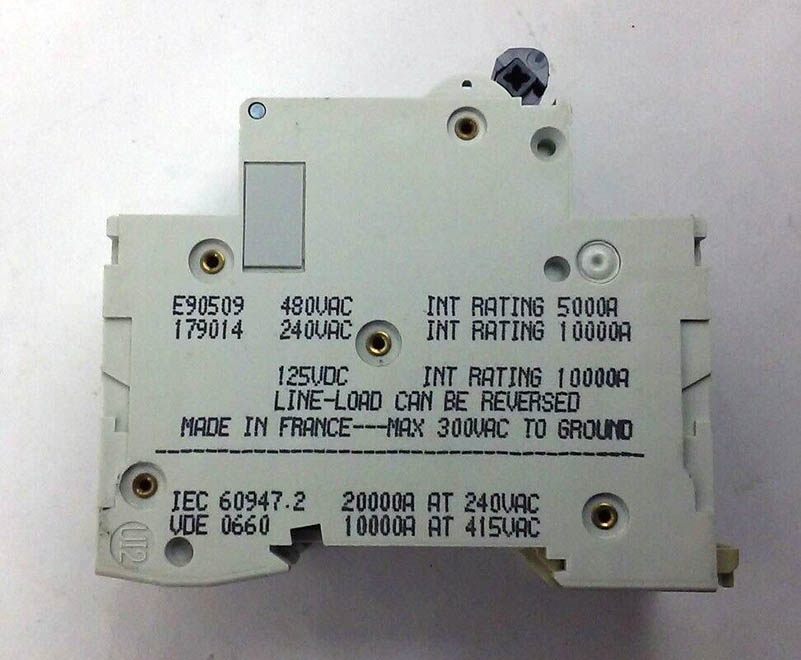 E90509 480VAC INT RATING 5000A
179014 240VAC INT RATING 10000A
125VDC INT RATING 10000A
LINE-LOAD CAN BE REVERSED
MADE IN FRANCE---MAX 300VAC TO GROUND
IEC 60947.2 20000A AT 240VAC
VDE 0660 10000A AT 415VAC